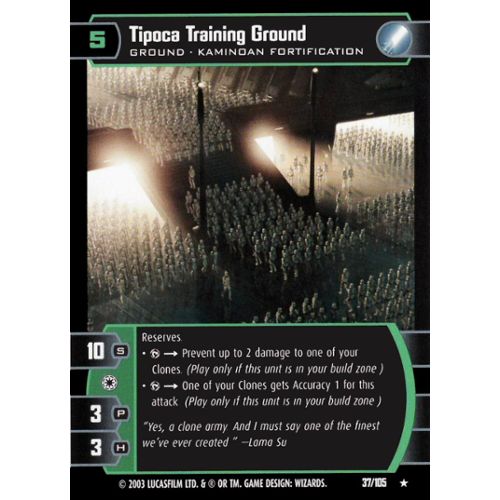 5
Tipoca Training Ground
GROUND · KAMINOAN FORTIFICATION
Reserves
• → Prevent up to 2 damage to one of your
10 S
Clones. (Play only if this unit is in your build zone.)
• → One of your Clones gets Accuracy 1 for this
attack. (Play only if this unit is in your build zone.)
3 P
"Yes, a clone army. And I must say one of the finest
3 H
we've ever created." —Lama Su
© 2003 LUCASFILM LTD. & ® OR TM. GAME DESIGN: WIZARDS.
37/105 ★